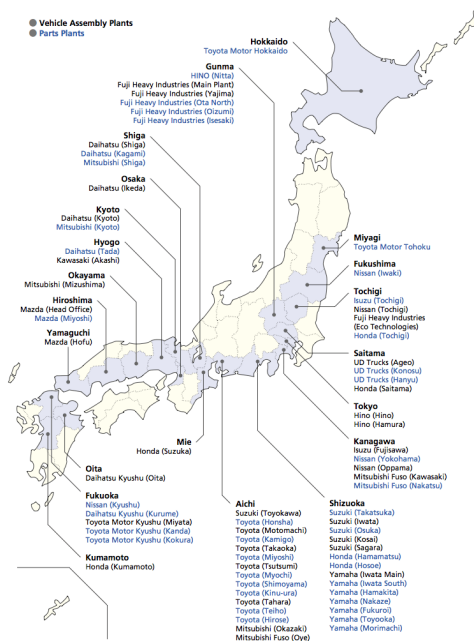 Vehicle Assembly Plants
Parts Plants
Hokkaido
Toyota Motor Hokkaido
Gunma
HINO (Nitta)
Fuji Heavy Industries (Main Plant)
Fuji Heavy Industries (Yajima)
Fuji Heavy Industries (Ota North)
Fuji Heavy Industries (Oizumi)
Fuji Heavy Industries (Isesaki)
Shiga
Daihatsu (Shiga)
Daihatsu (Kagami)
Mitsubishi (Shiga)
Osaka
Daihatsu (Ikeda)
Kyoto
Daihatsu (Kyoto)
Mitsubishi (Kyoto)
Hyogo
Daihatsu (Tada)
Kawasaki (Akashi)
Okayama
Mitsubishi (Mizushima)
Hiroshima
Mazda (Head Office)
Mazda (Miyoshi)
Yamaguchi
Mazda (Hofu)
Miyagi
Toyota Motor Tohoku
Fukushima
Nissan (Iwaki)
Tochigi
Isuzu (Tochigi)
Nissan (Tochigi)
Fuji Heavy Industries
(Eco Technologies)
Honda (Tochigi)
Saitama
UD Trucks (Ageo)
UD Trucks (Konosu)
UD Trucks (Hanyu)
Honda (Saitama)
Tokyo
Hino (Hino)
Hino (Hamura)
Kanagawa
Isuzu (Fujisawa)
Nissan (Yokohama)
Nissan (Oppama)
Mitsubishi Fuso (Kawasaki)
Mitsubishi Fuso (Nakatsu)
Mie
Honda (Suzuka)
Oita
Daihatsu Kyushu (Oita)
Fukuoka
Nissan (Kyushu)
Daihatsu Kyushu (Kurume)
Toyota Motor Kyushu (Miyata)
Toyota Motor Kyushu (Kanda)
Toyota Motor Kyushu (Kokura)
Kumamoto
Honda (Kumamoto)
Aichi
Suzuki (Toyokawa)
Toyota (Honsha)
Toyota (Motomachi)
Toyota (Kamigo)
Toyota (Takaoka)
Toyota (Miyoshi)
Toyota (Tsutsumi)
Toyota (Myochi)
Toyota (Shimoyama)
Toyota (Kinu-ura)
Toyota (Tahara)
Toyota (Teiho)
Toyota (Hirose)
Mitsubishi (Okazaki)
Mitsubishi Fuso (Oye)
Shizuoka
Suzuki (Takatsuka)
Suzuki (Iwata)
Suzuki (Osuka)
Suzuki (Kosai)
Suzuki (Sagara)
Honda (Hamamatsu)
Honda (Hosoe)
Yamaha (Iwata Main)
Yamaha (Iwata South)
Yamaha (Hamakita)
Yamaha (Nakaze)
Yamaha (Fukuroi)
Yamaha (Toyooka)
Yamaha (Morimachi)